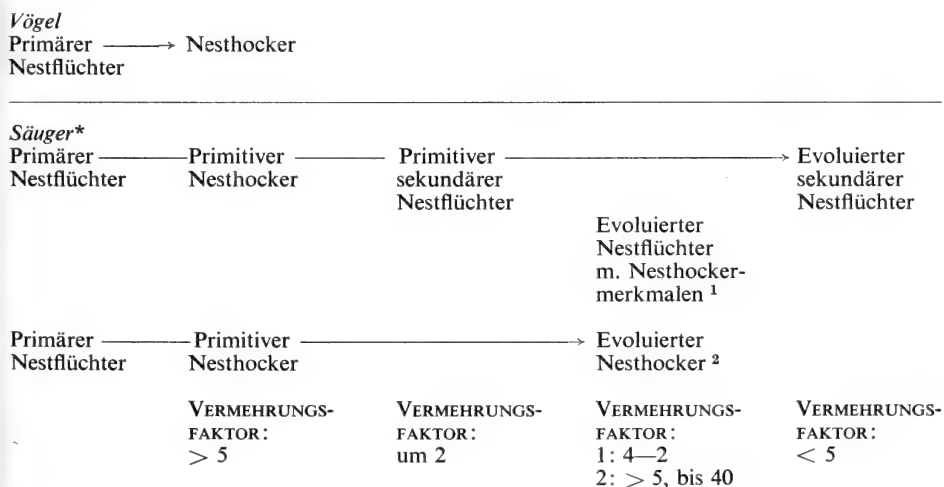 Vögel
Primärer ———→ Nesthocker
Nestflüchter
Säuger*
Primärer ———— Primitiver ———— Primitiver ————————→ Evoluierter
Nestflüchter Nesthocker sekundärer sekundärer
Nestflüchter Nestflüchter
Evoluierter
Nestflüchter
m. Nesthocker-
merkmalen ¹
Primärer ———— Primitiver ————————→ Evoluierter
Nestflüchter Nesthocker Nesthocker ²
VERMEHRUNGS- VERMEHRUNGS- VERMEHRUNGS- VERMEHRUNGS-
FAKTOR: FAKTOR: FAKTOR: FAKTOR:
> 5 um 2 1: 4—2 < 5
2: > 5, bis 40